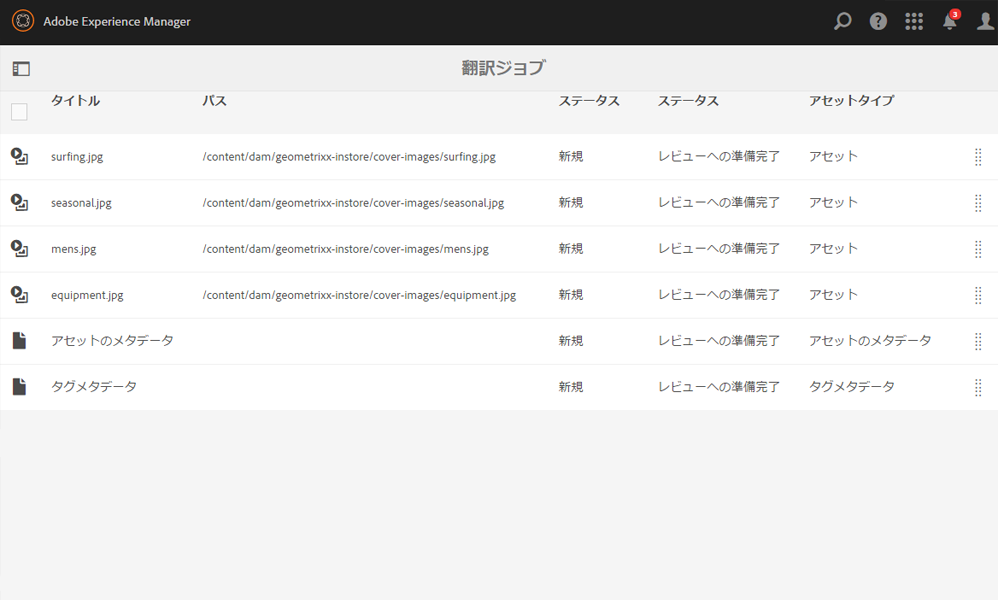 Adobe Experience Manager
3
翻訳ジョブ
タイトル パス ステータス ステータス アセットタイプ
surfing.jpg /content/dam/geometrixx-instore/cover-images/surfing.jpg 新規 レビューへの準備完了 アセット
seasonal.jpg /content/dam/geometrixx-instore/cover-images/seasonal.jpg 新規 レビューへの準備完了 アセット
mens.jpg /content/dam/geometrixx-instore/cover-images/mens.jpg 新規 レビューへの準備完了 アセット
equipment.jpg /content/dam/geometrixx-instore/cover-images/equipment.jpg 新規 レビューへの準備完了 アセット
アセットのメタデータ 新規 レビューへの準備完了 アセットのメタデータ
タグメタデータ 新規 レビューへの準備完了 タグメタデータ